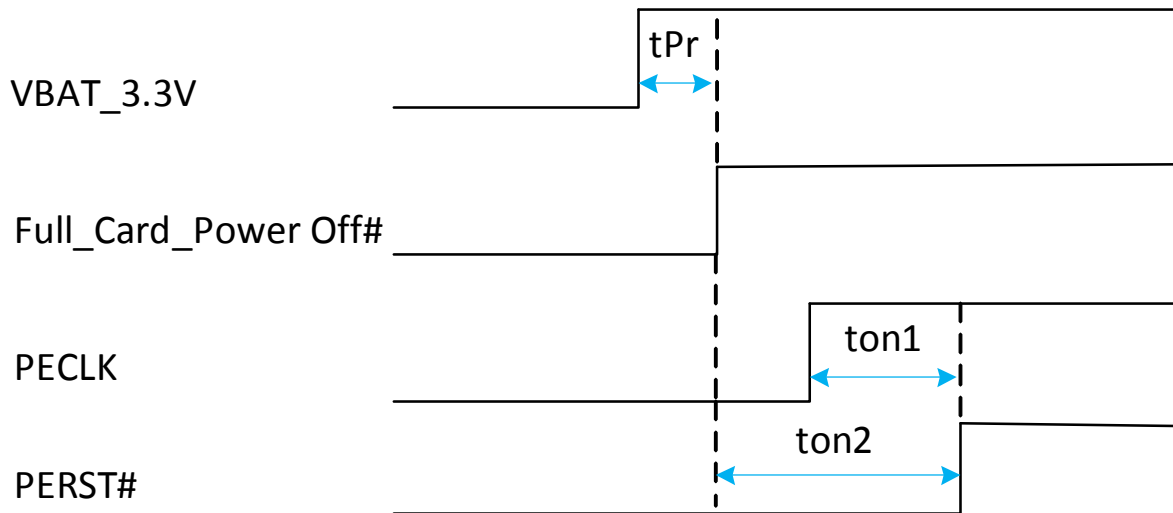 tPr
VBAT_3.3V
Full_Card_Power Off#
ton1
PECLK
ton2
PERST#